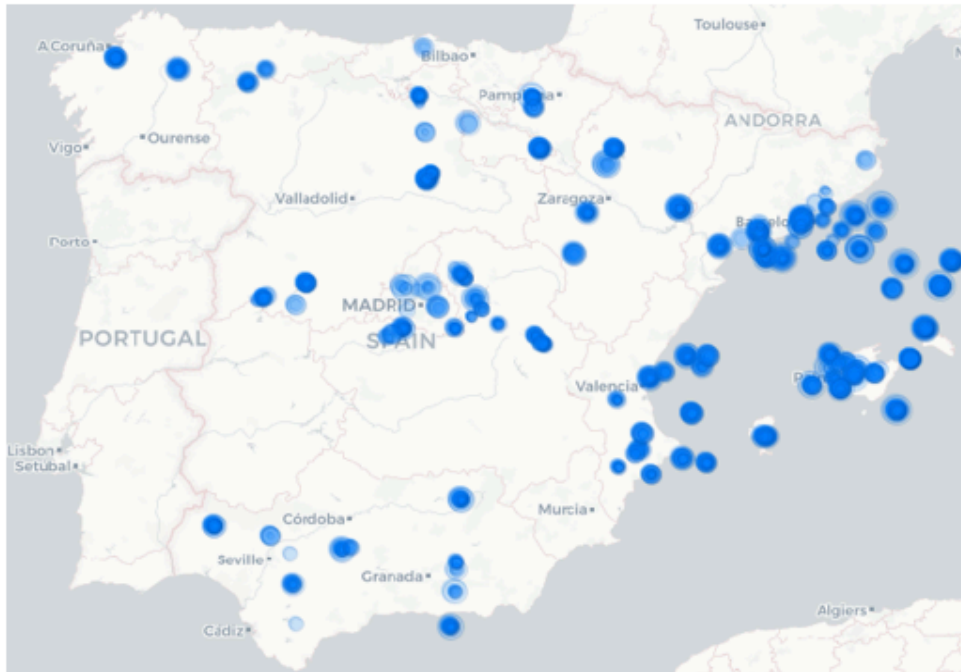 Toulouse
A Coruña
Bilbao
Pamplona
ANDORRA
Ourense
Vigo
Valladolid
Zaragoza
Porto
MADRID
PORTUGAL
SPAIN
Valencia
Lisbon
Setúbal
Murcia
Córdoba
Seville
Granada
Algiers
Cádiz